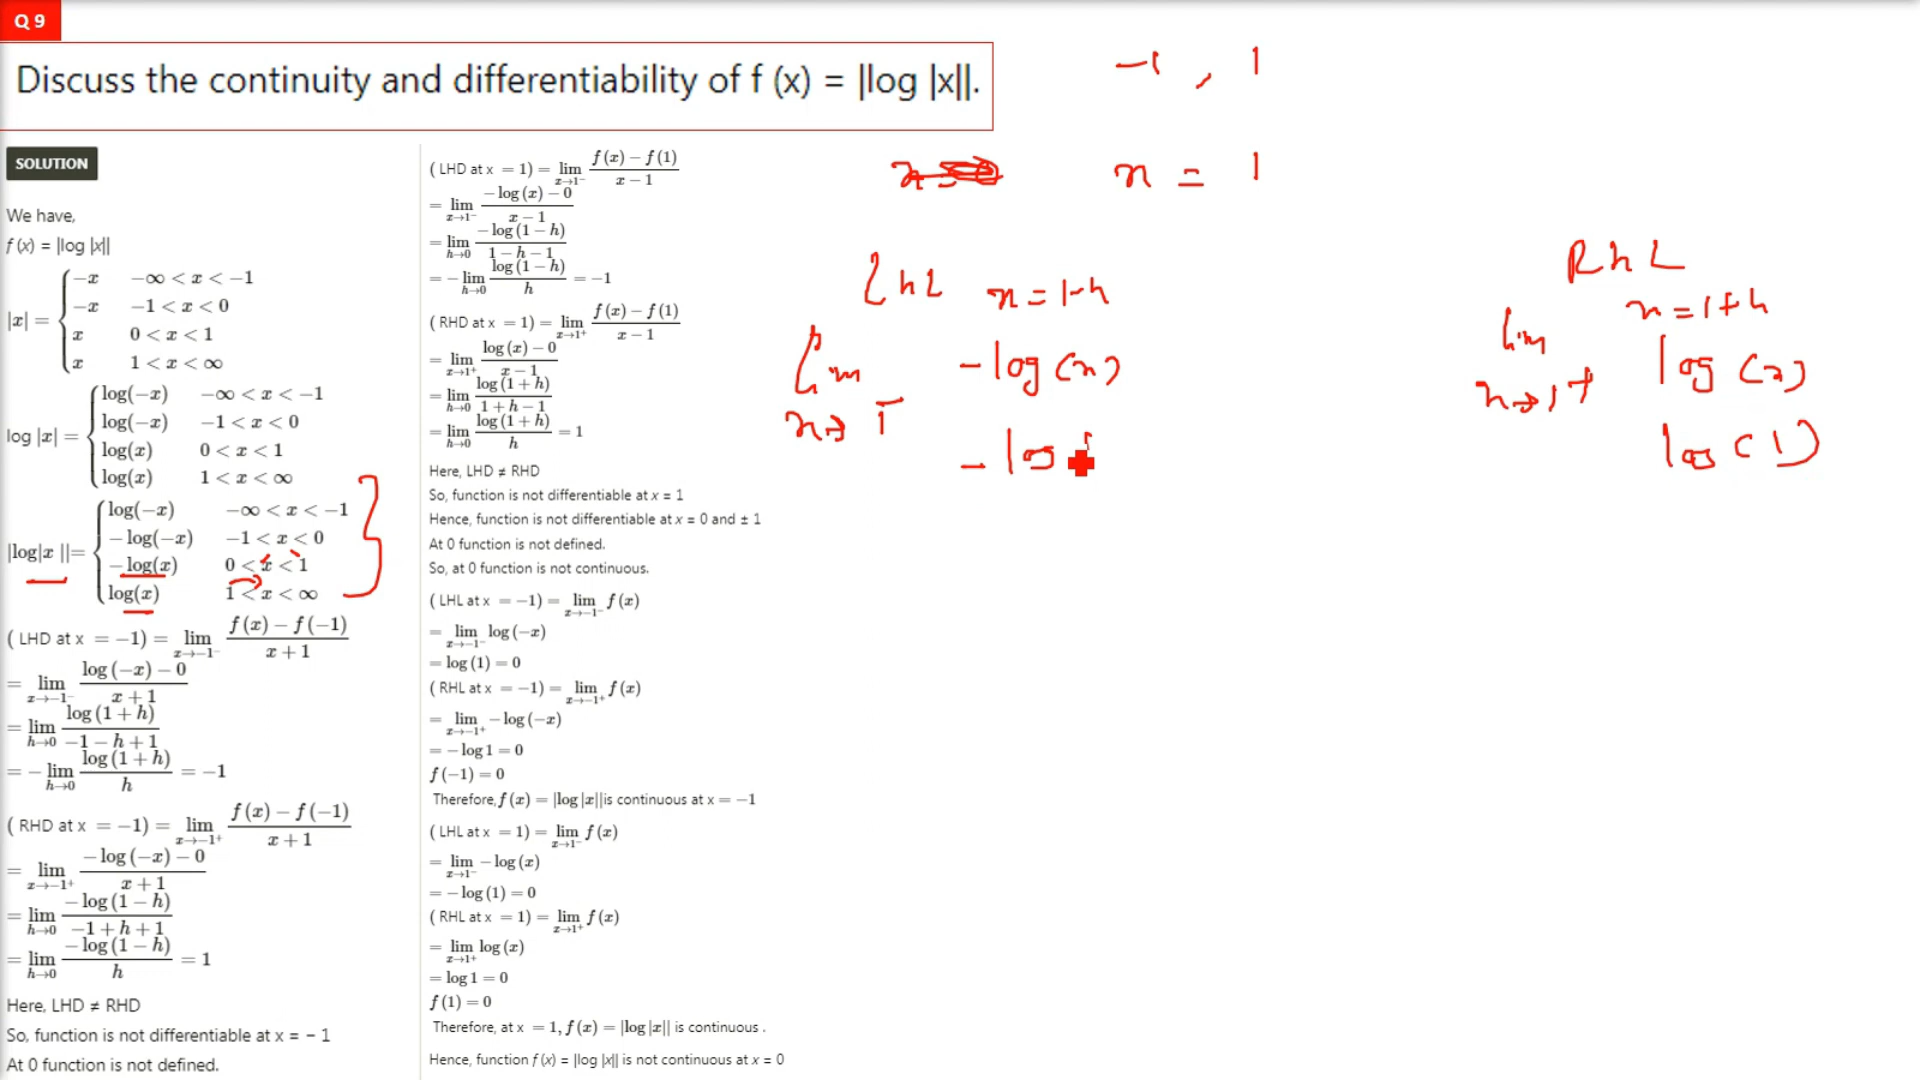 Q 9
Discuss the continuity and differentiability of f (x) = ||log |x||.
SOLUTION
We have,
f (x) = |log |x||
|x| = { −x −∞ < x < −1
−x −1 < x < 0
x 0 < x < 1
x 1 < x < ∞
log |x| = { log(−x) −∞ < x < −1
log(−x) −1 < x < 0
log(x) 0 < x < 1
log(x) 1 < x < ∞
|log|x || = { log(−x) −∞ < x < −1
−log(−x) −1 < x < 0
−log(x) 0 < x < 1
log(x) 1 < x < ∞
( LHD at x = −1) = lim x→−1⁻ f (x) − f (−1) / x + 1
= lim x→−1⁻ log (−x) − 0 / x + 1
= lim h→0 log (1 + h) / −1 − h + 1
= − lim h→0 log (1 + h) / h = −1
( RHD at x = −1) = lim x→−1⁺ f (x) − f (−1) / x + 1
= lim x→−1⁺ −log (−x) − 0 / x + 1
= lim h→0 −log (1 − h) / −1 + h + 1
= lim h→0 −log (1 − h) / h = 1
Here, LHD ≠ RHD
So, function is not differentiable at x = − 1
At 0 function is not defined.
( LHD at x = 1) = lim x→1⁻ f (x) − f (1) / x − 1
= lim x→1⁻ −log (x) − 0 / x − 1
= lim h→0 −log (1 − h) / 1 − h − 1
= − lim h→0 log (1 − h) / h = −1
( RHD at x = 1) = lim x→1⁺ f (x) − f (1) / x − 1
= lim x→1⁺ log (x) − 0 / x − 1
= lim h→0 log (1 + h) / 1 + h − 1
= lim h→0 log (1 + h) / h = 1
Here, LHD ≠ RHD
So, function is not differentiable at x = 1
Hence, function is not differentiable at x = 0 and ± 1
At 0 function is not defined.
So, at 0 function is not continuous.
( LHL at x = −1) = lim x→−1⁻ f (x)
= lim x→−1⁻ log (−x)
= log (1) = 0
( RHL at x = −1) = lim x→−1⁺ f (x)
= lim x→−1⁺ −log (−x)
= −log 1 = 0
f (−1) = 0
Therefore, f (x) = |log |x||is continuous at x = −1
( LHL at x = 1) = lim x→1⁻ f (x)
= lim x→1⁻ −log (x)
= −log (1) = 0
( RHL at x = 1) = lim x→1⁺ f (x)
= lim x→1⁺ log (x)
= log 1 = 0
f (1) = 0
Therefore, at x = 1, f (x) = |log |x|| is continuous .
Hence, function f (x) = |log |x|| is not continuous at x = 0
−1 , 1
x = 1
LhL x = 1-h
Lim x→1⁻ −log (x)
− log
RhL
x = 1+h
Lim x→1⁺ log (x)
log (1)